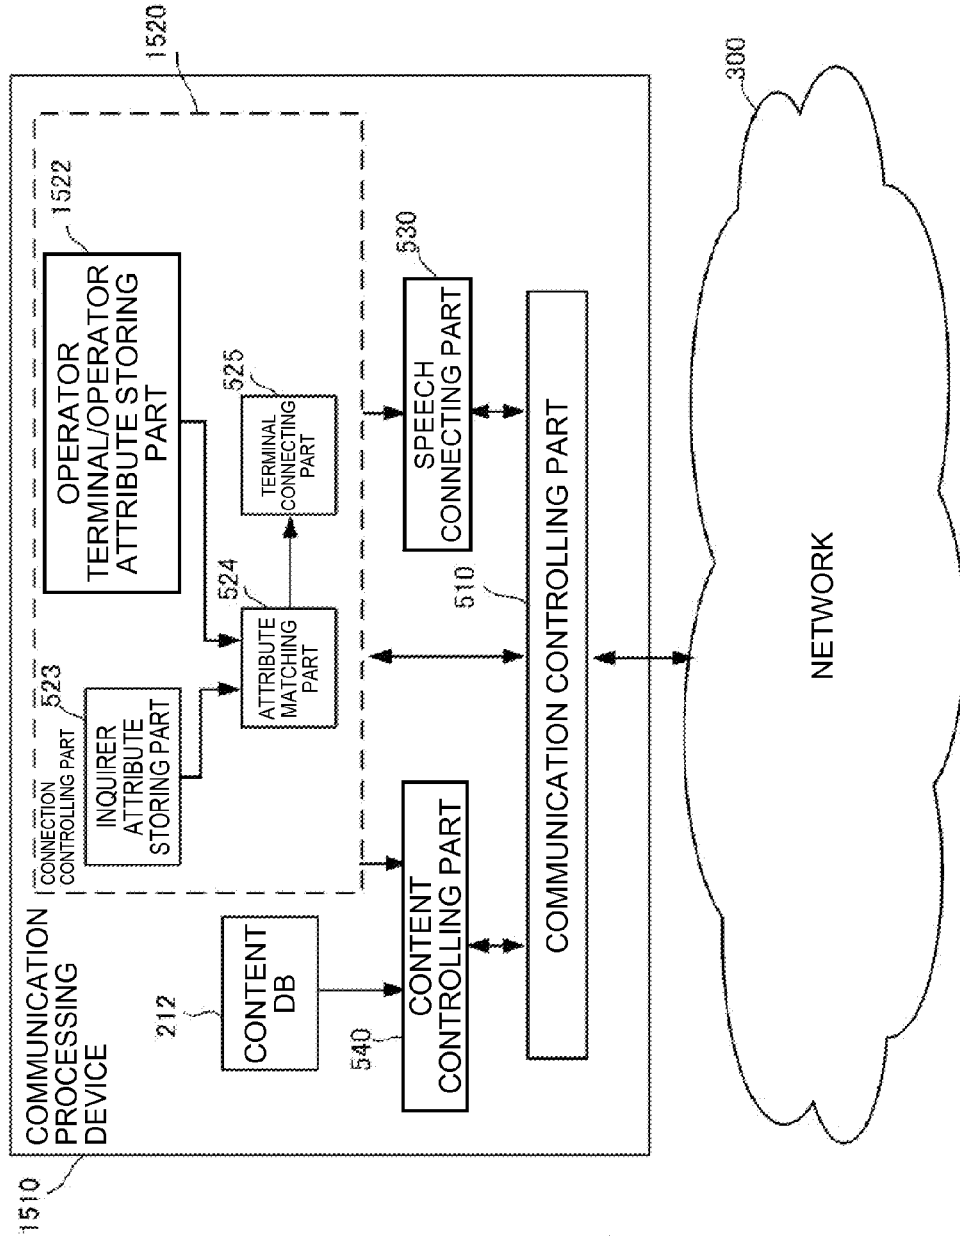 1510
COMMUNICATION
PROCESSING
DEVICE
1520
CONNECTION
CONTROLLING PART
523
INQUIRER
ATTRIBUTE
STORING PART
1522
OPERATOR
TERMINAL/OPERATOR
ATTRIBUTE STORING
PART
524
ATTRIBUTE
MATCHING
PART
525
TERMINAL
CONNECTING
PART
212
CONTENT
DB
540
CONTENT
CONTROLLING PART
530
SPEECH
CONNECTING PART
510
COMMUNICATION CONTROLLING PART
300
NETWORK